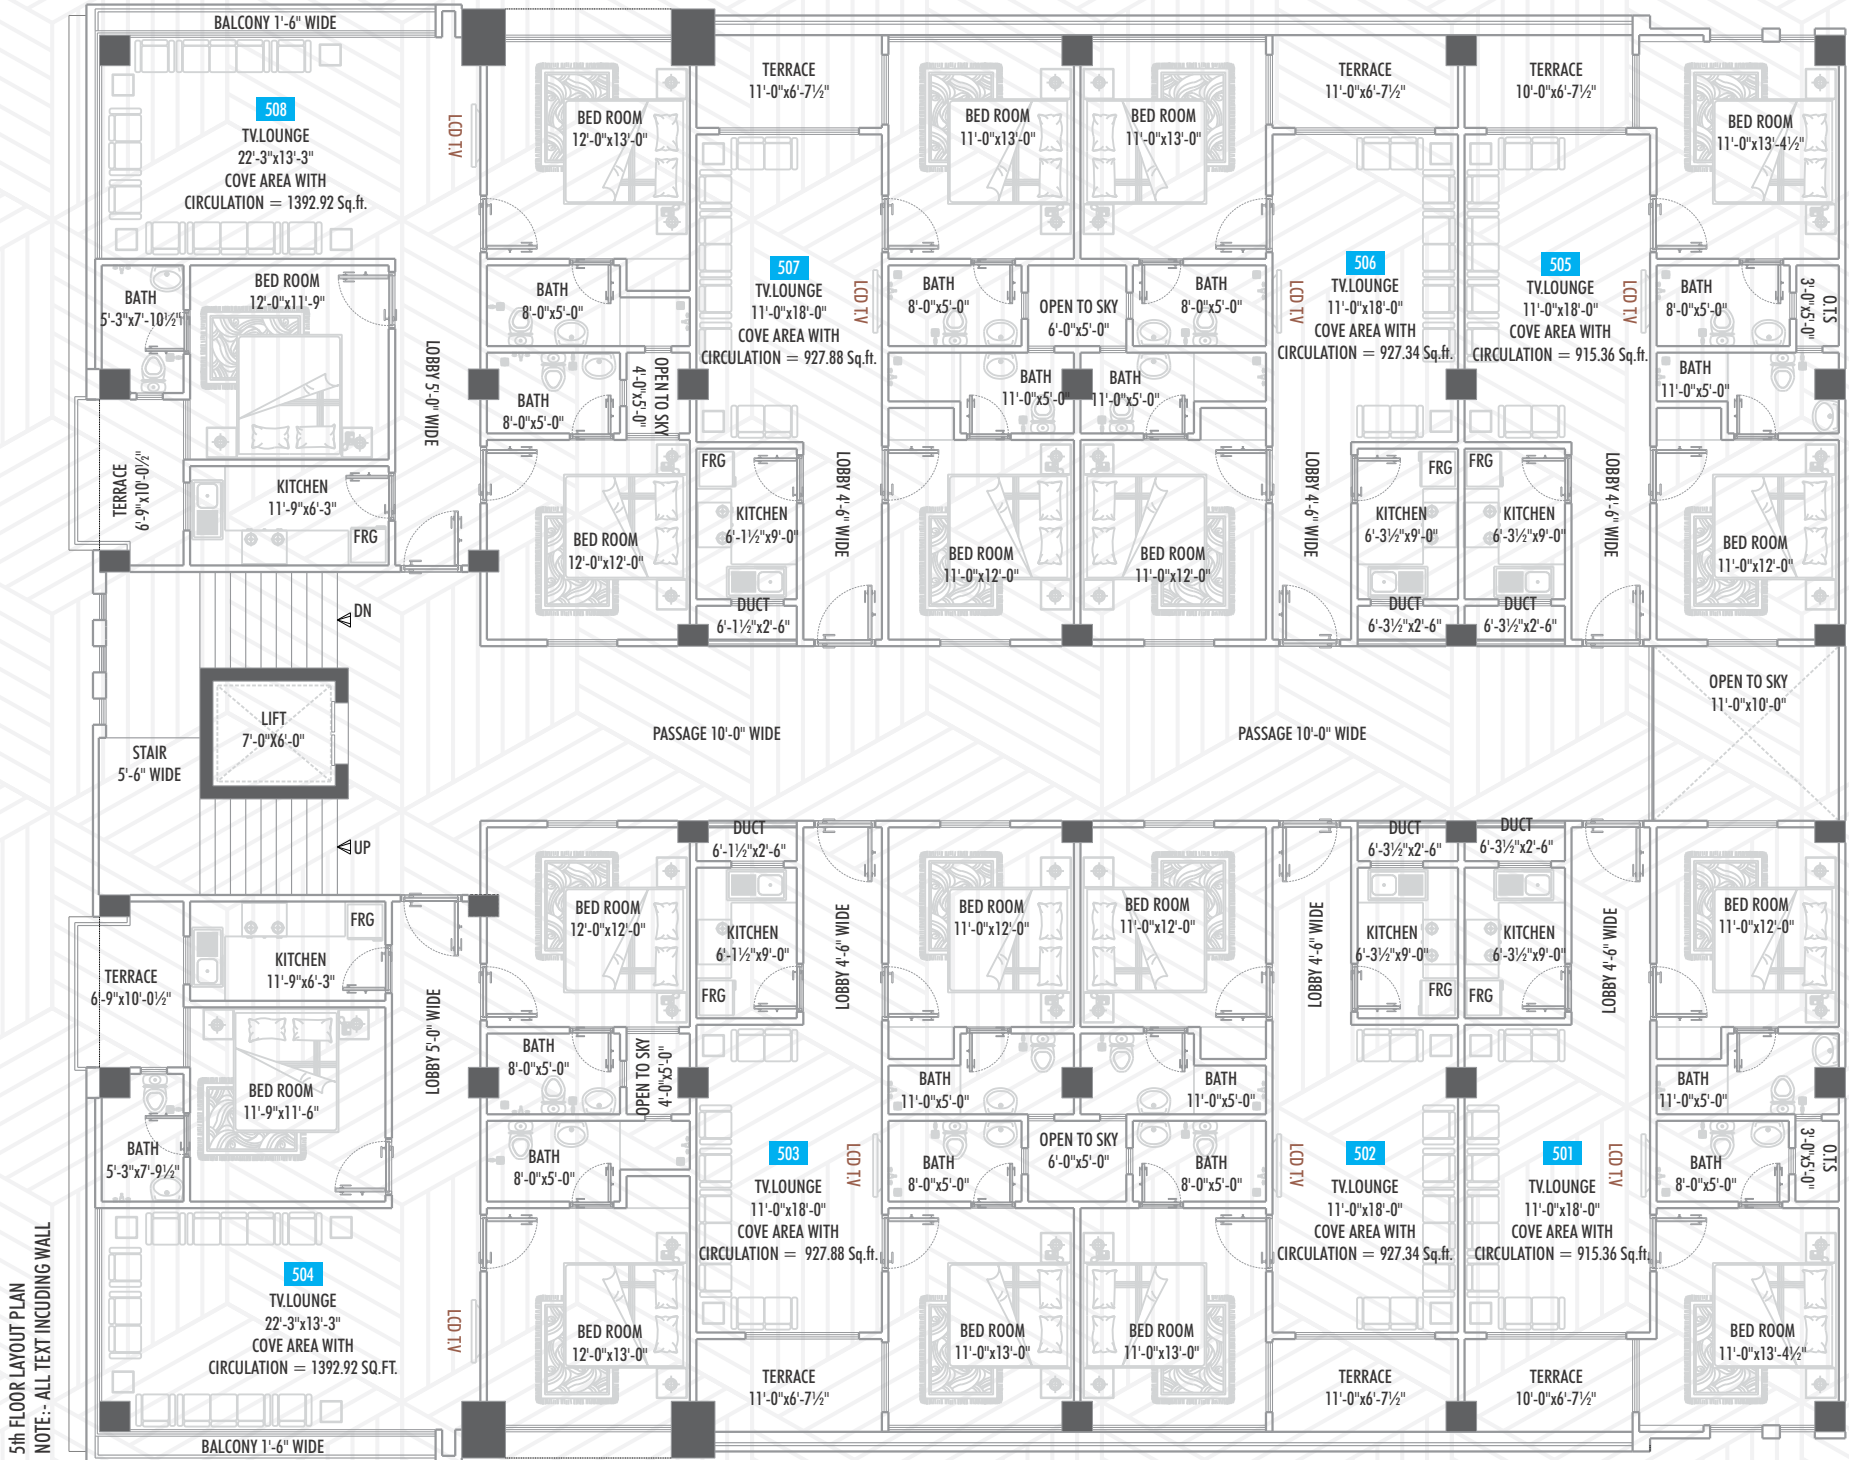 BALCONY 1'-6" WIDE
508
TV.LOUNGE
22'-3"x13'-3"
COVE AREA WITH
CIRCULATION = 1392.92 Sq.ft.
LCD T.V
BED ROOM
12'-0"x13'-0"
TERRACE
11'-0"x6'-7½"
BED ROOM
11'-0"x13'-0"
BED ROOM
11'-0"x13'-0"
TERRACE
11'-0"x6'-7½"
TERRACE
10'-0"x6'-7½"
BED ROOM
11'-0"x13'-4½"
BATH
5'-3"x7'-10½"
BED ROOM
12'-0"x11'-9"
LOBBY 5'-0" WIDE
BATH
8'-0"x5'-0"
BATH
8'-0"x5'-0"
OPEN TO SKY
4'-0"x5'-0"
507
TV.LOUNGE
11'-0"x18'-0"
COVE AREA WITH
CIRCULATION = 927.88 Sq.ft.
LCD T.V
BATH
8'-0"x5'-0
OPEN TO SKY
6'-0"x5'-0"
BATH
8'-0"x5'-0"
BATH
11'-0"x5'-0"
BATH
11'-0"x5'-0"
LCD T.V
506
TV.LOUNGE
11'-0"x18'-0"
COVE AREA WITH
CIRCULATION = 927.34 Sq.ft.
505
TV.LOUNGE
11'-0"x18'-0"
COVE AREA WITH
CIRCULATION = 915.36 Sq.ft.
LCD T.V
BATH
8'-0"x5'-0"
O.T.S
3'-0"x5'-0"
BATH
11'-0"x5'-0"
TERRACE
6'-9"x10'-0½"
KITCHEN
11'-9"x6'-3"
FRG
BED ROOM
12'-0"x12'-0"
FRG
KITCHEN
6'-1½"x9'-0"
DUCT
6'-1½"x2'-6"
LOBBY 4'-6" WIDE
BED ROOM
11'-0"x12'-0"
BED ROOM
11'-0"x12'-0"
LOBBY 4'-6" WIDE
FRG
KITCHEN
6'-3½"x9'-0"
DUCT
6'-3½"x2'-6"
FRG
KITCHEN
6'-3½"x9'-0"
DUCT
6'-3½"x2'-6"
LOBBY 4'-6" WIDE
BED ROOM
11'-0"x12'-0"
DN
LIFT
7'-0"X6'-0"
STAIR
5'-6" WIDE
UP
PASSAGE 10'-0" WIDE
PASSAGE 10'-0" WIDE
OPEN TO SKY
11'-0"x10'-0"
TERRACE
6'-9"x10'-0½"
FRG
KITCHEN
11'-9"x6'-3"
LOBBY 5'-0" WIDE
BED ROOM
12'-0"x12'-0"
DUCT
6'-1½"x2'-6"
KITCHEN
6'-1½"x9'-0"
FRG
LOBBY 4'-6" WIDE
BED ROOM
11'-0"x12'-0"
BED ROOM
11'-0"x12'-0"
LOBBY 4'-6" WIDE
DUCT
6'-3½"x2'-6"
KITCHEN
6'-3½"x9'-0"
FRG
DUCT
6'-3½"x2'-6"
KITCHEN
6'-3½"x9'-0"
FRG
LOBBY 4'-6" WIDE
BED ROOM
11'-0"x12'-0"
BED ROOM
11'-9"x11'-6"
BATH
5'-3"x7'-9½"
BATH
8'-0"x5'-0"
OPEN TO SKY
4'-0"x5'-0"
BATH
8'-0"x5'-0"
503
TV.LOUNGE
11'-0"x18'-0"
COVE AREA WITH
CIRCULATION = 927.88 Sq.ft.
LCD T.V
BATH
11'-0"x5'-0"
BATH
11'-0"x5'-0"
OPEN TO SKY
6'-0"x5'-0"
BATH
8'-0"x5'-0"
BATH
8'-0"x5'-0"
LCD T.V
502
TV.LOUNGE
11'-0"x18'-0"
COVE AREA WITH
CIRCULATION = 927.34 Sq.ft.
501
TV.LOUNGE
11'-0"x18'-0"
COVE AREA WITH
CIRCULATION = 915.36 Sq.ft.
LCD T.V
BATH
11'-0"x5'-0"
BATH
8'-0"x5'-0"
O.T.S
3'-0"x5'-0"
504
TV.LOUNGE
22'-3"x13'-3"
COVE AREA WITH
CIRCULATION = 1392.92 SQ.FT.
LCD T.V
BED ROOM
12'-0"x13'-0"
TERRACE
11'-0"x6'-7½"
BED ROOM
11'-0"x13'-0"
BED ROOM
11'-0"x13'-0"
TERRACE
11'-0"x6'-7½"
TERRACE
10'-0"x6'-7½"
BED ROOM
11'-0"x13'-4½"
BALCONY 1'-6" WIDE
5th FLOOR LAYOUT PLAN
NOTE:- ALL TEXT INCUDING WALL